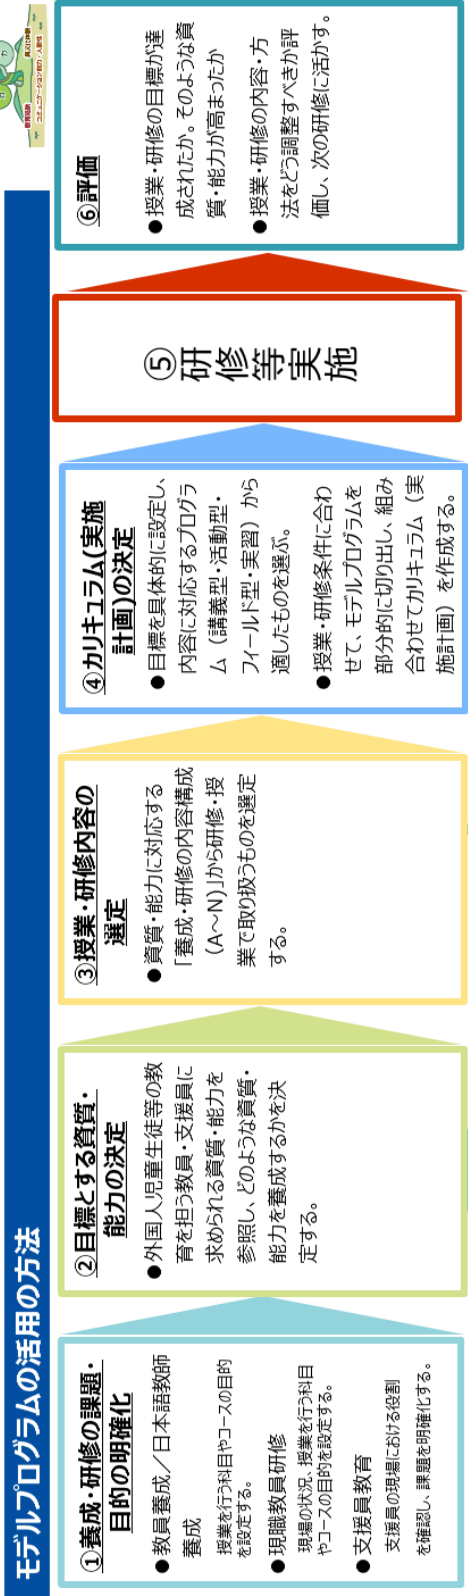 モデルプログラムの活用の方法
①養成・研修の課題・
目的の明確化
●教員養成／日本語教師
養成
授業を行う科目やコースの目的
を設定する。
●現職教員研修
現場の状況、授業を行う科目
やコースの目的を設定する。
●支援員教育
支援員の現場における役割
を確認し、課題を明確化する。
②目標とする資質・
能力の決定
●外国人児童生徒等の教
育を担う教員・支援員に
求められる資質・能力を
参照し、どのような資質・
能力を養成するかを決
定する。
③授業・研修内容の
選定
●資質・能力に対応する
「養成・研修の内容構成
（A～N）」から研修・授
業で取り扱うものを選定
する。
④カリキュラム(実施
計画)の決定
●目標を具体的に設定し、
内容に対応するプログラ
ム（講義型・活動型・
フィールド型・実習）から
適したものを選ぶ。
●授業・研修条件に合わ
せて、モデルプログラムを
部分的に切り出し、組み
合わせてカリキュラム（実
施計画）を作成する。
⑤
研修等実施
⑥評価
●授業・研修の目標が達
成されたか。そのような資
質・能力が高まったか
●授業・研修の内容・方
法をどう調整すべきか評
価し、次の研修に活かす。